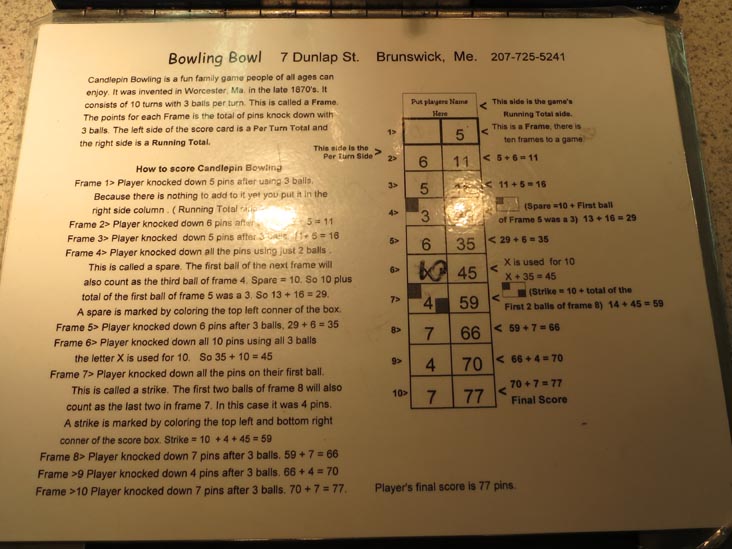 Bowling Bowl 7 Dunlap St. Brunswick, Me. 207-725-5241
Candlepin Bowling is a fun family game people of all ages can
enjoy. It was invented in Worcester, Ma. in the late 1870's. It
consists of 10 turns with 3 balls per turn. This is called a Frame.
The points for each Frame is the total of pins knock down with
3 balls. The left side of the score card is a Per Turn Total and
the right side is a Running Total.
How to score Candlepin Bowling
Frame 1> Player knocked down 5 pins after using 3 balls.
Because there is nothing to add to it yet you put it in the
right side column . ( Running Total
Frame 2> Player knocked down 6 pins after + 5 = 11
Frame 3> Player knocked down 5 pins after 3 11+ 5 = 16
Frame 4> Player knocked down all the pins using just 2 balls .
This is called a spare. The first ball of the next frame will
also count as the third ball of frame 4. Spare = 10. So 10 plus
total of the first ball of frame 5 was a 3. So 13 + 16 = 29.
A spare is marked by coloring the top left conner of the box.
Frame 5> Player knocked down 6 pins after 3 balls, 29 + 6 = 35
Frame 6> Player knocked down all 10 pins using all 3 balls
the letter X is used for 10. So 35 + 10 = 45
Frame 7> Player knocked down all the pins on their first ball.
This is called a strike. The first two balls of frame 8 will also
count as the last two in frame 7. In this case it was 4 pins.
A strike is marked by coloring the top left and bottom right
conner of the score box. Strike = 10 + 4 + 45 = 59
Frame 8> Player knocked down 7 pins after 3 balls. 59 + 7 = 66
Frame >9 Player knocked down 4 pins after 3 balls. 66 + 4 = 70
Frame >10 Player knocked down 7 pins after 3 balls. 70 + 7 = 77.
Put players Name
Here
< This side is the game's
Running Total side.
This side is the
Per Turn Side >
1> 5 < This is a Frame, there is
ten frames to a game.
2> 6 11 < 5 + 6 = 11
3> 5 < 11 + 5 = 16
4> 3 < (Spare =10 + First ball
of Frame 5 was a 3) 13 + 16 = 29
5> 6 35 < 29 + 6 = 35
6> X 45 < X is used for 10
X + 35 = 45
7> 4 59 < (Strike = 10 + total of the
First 2 balls of frame 8) 14 + 45 = 59
8> 7 66 < 59 + 7 = 66
9> 4 70 < 66 + 4 = 70
10> 7 77 < 70 + 7 = 77
Final Score
Player's final score is 77 pins.